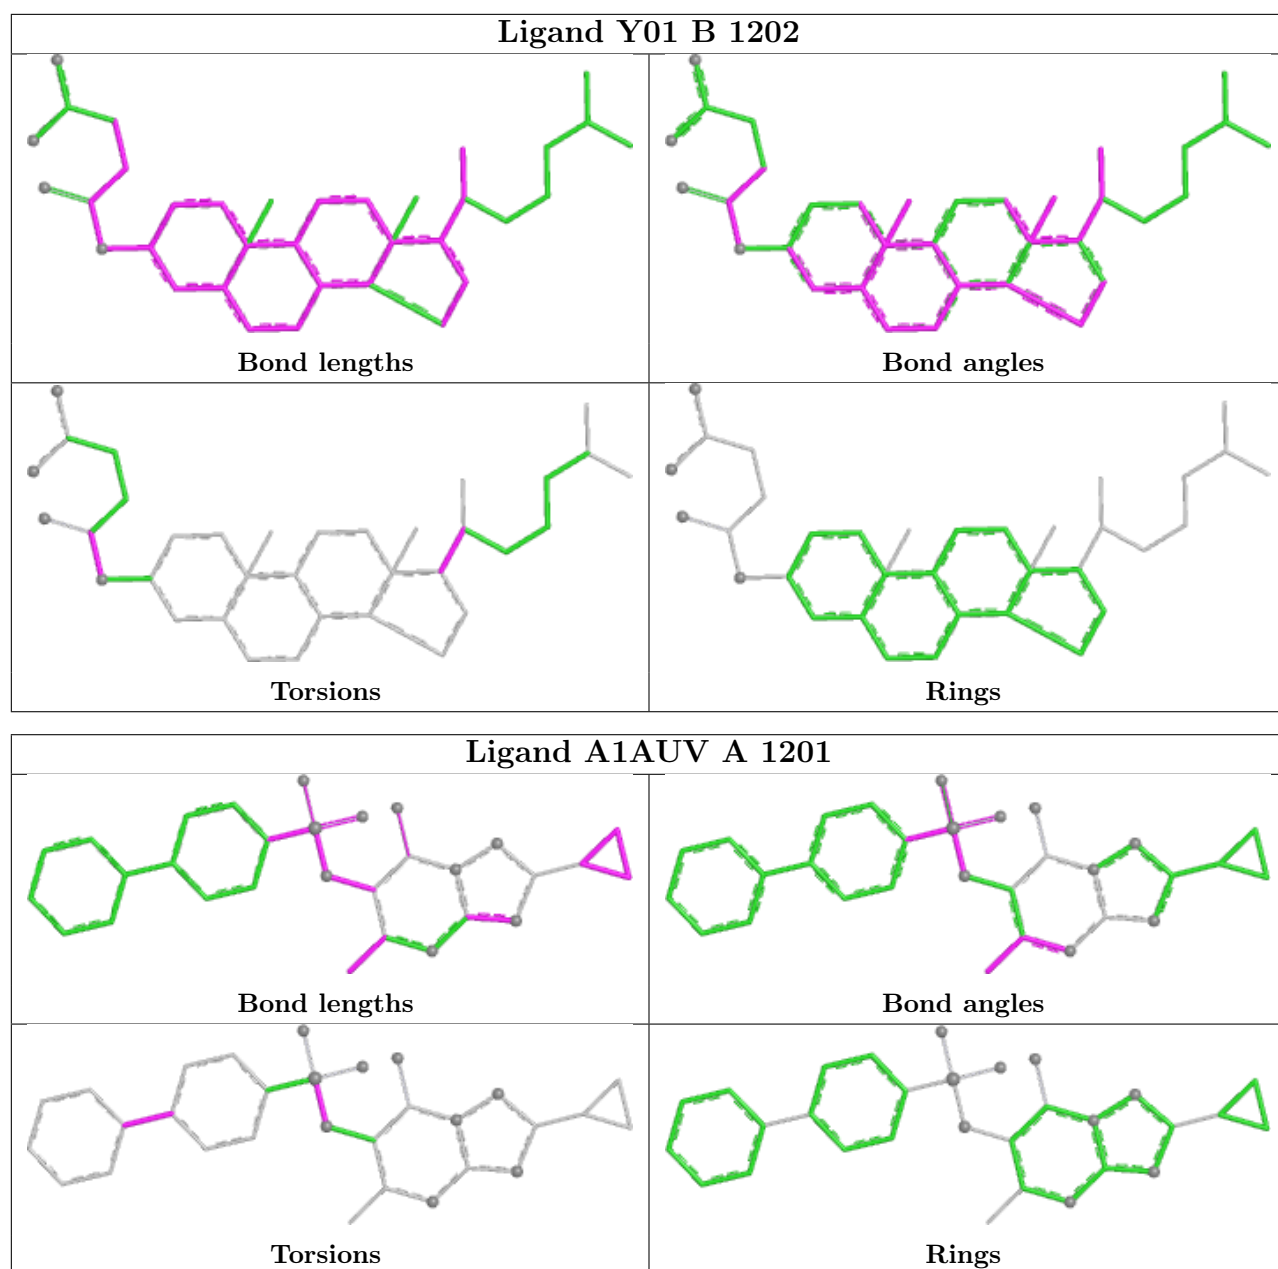 Ligand Y01 B 1202
Bond lengths
Bond angles
Torsions
Rings
Ligand A1AUV A 1201
Bond lengths
Bond angles
Torsions
Rings